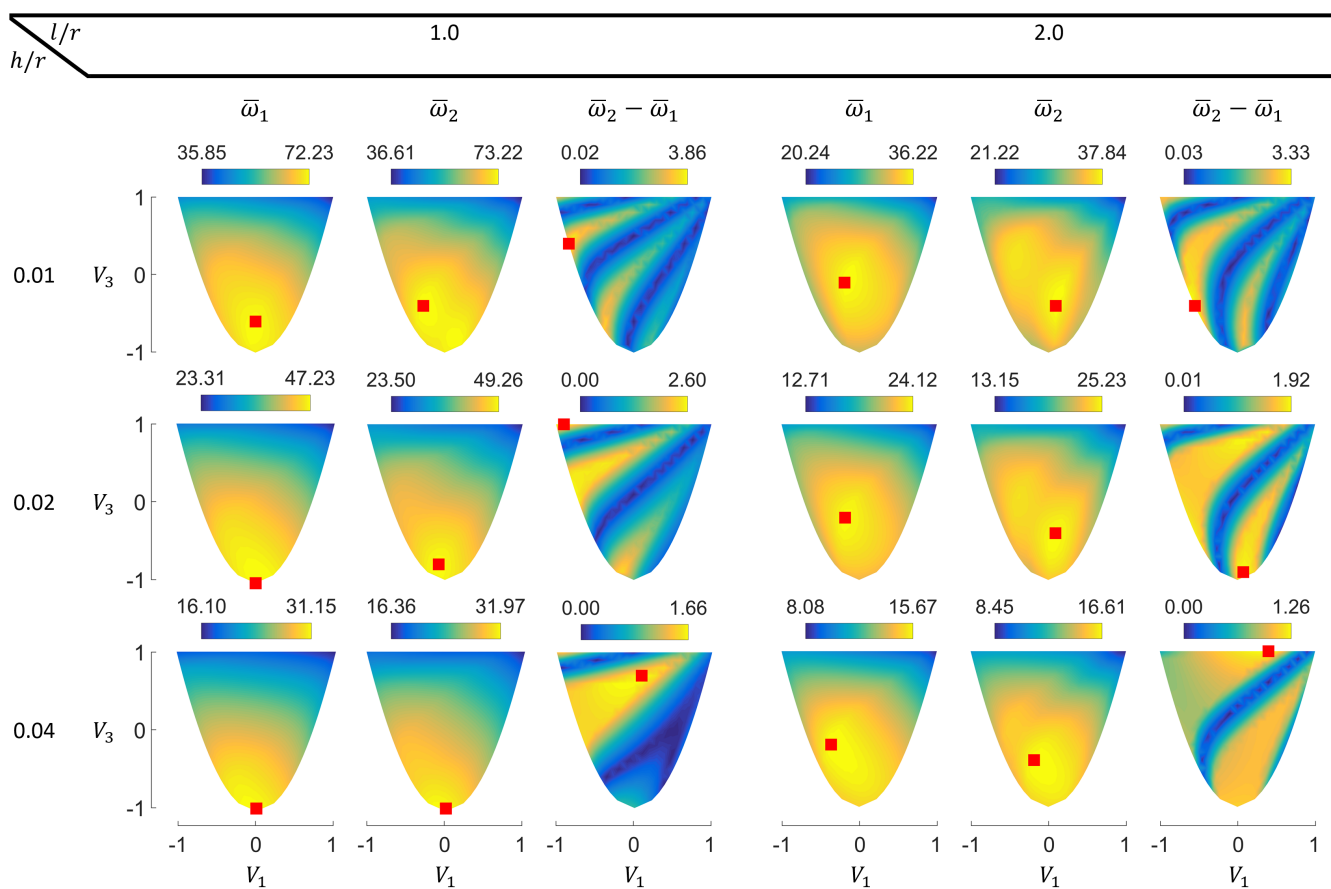 l/r 1.0 2.0
h/r
ω̅₁ ω̅₂ ω̅₂ − ω̅₁ ω̅₁ ω̅₂ ω̅₂ − ω̅₁
35.85 72.23 36.61 73.22 0.02 3.86 20.24 36.22 21.22 37.84 0.03 3.33
1
0.01 V₃ 0
-1
23.31 47.23 23.50 49.26 0.00 2.60 12.71 24.12 13.15 25.23 0.01 1.92
1
0.02 V₃ 0
-1
16.10 31.15 16.36 31.97 0.00 1.66 8.08 15.67 8.45 16.61 0.00 1.26
1
0.04 V₃ 0
-1
-1 0 1 -1 0 1 -1 0 1 -1 0 1 -1 0 1 -1 0 1
V₁ V₁ V₁ V₁ V₁ V₁